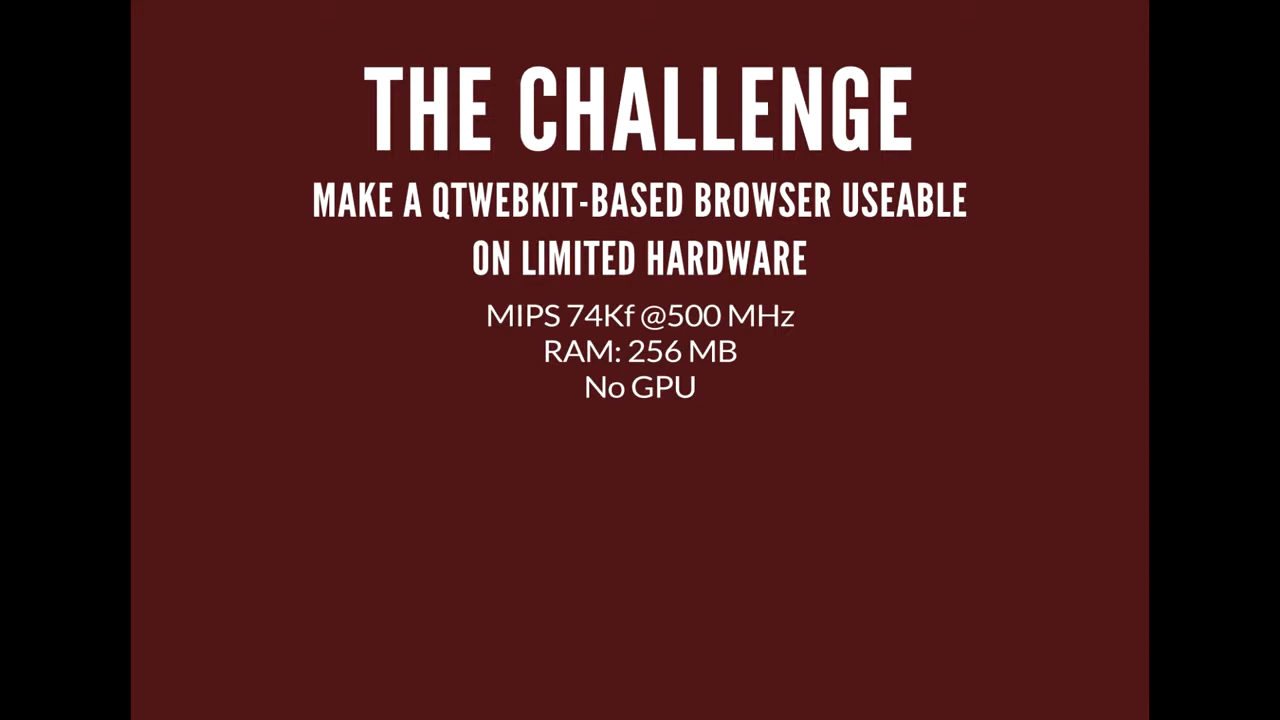 THE CHALLENGE
MAKE A QTWEBKIT-BASED BROWSER USEABLE
ON LIMITED HARDWARE
MIPS 74Kf @500 MHz
RAM: 256 MB
No GPU